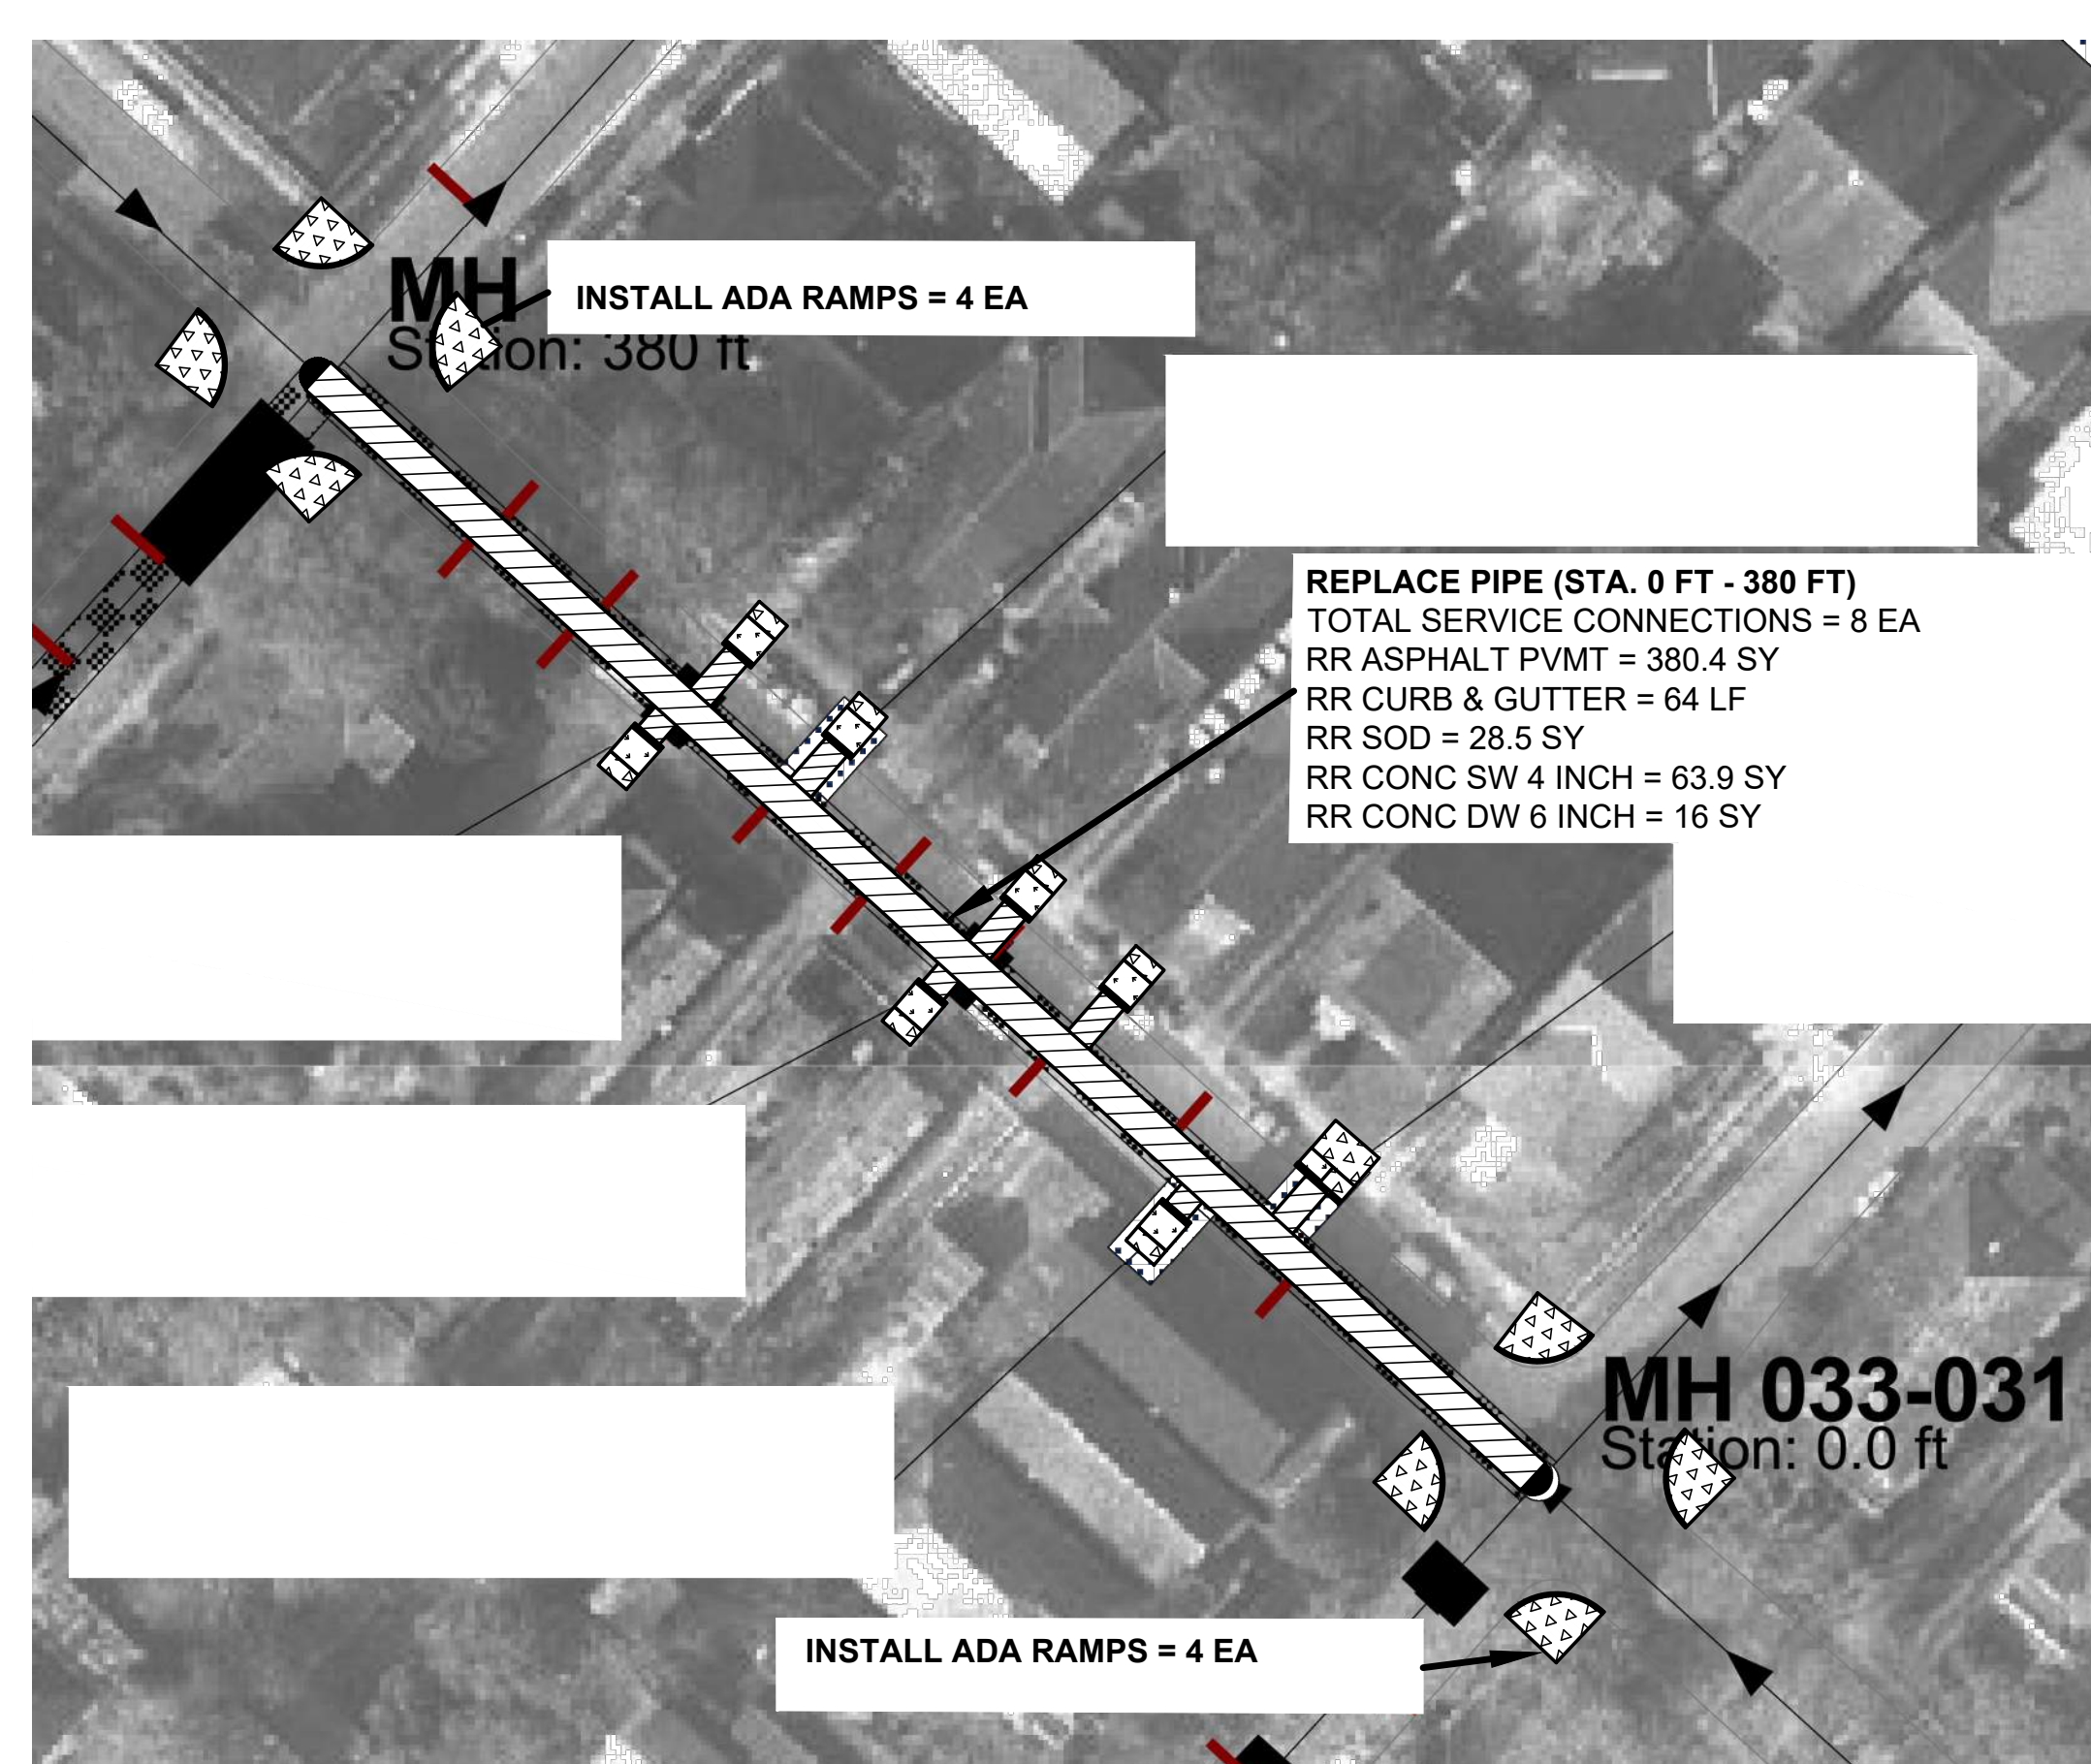 MH
INSTALL ADA RAMPS = 4 EA
Station: 380 ft
REPLACE PIPE (STA. 0 FT - 380 FT)
TOTAL SERVICE CONNECTIONS = 8 EA
RR ASPHALT PVMT = 380.4 SY
RR CURB & GUTTER = 64 LF
RR SOD = 28.5 SY
RR CONC SW 4 INCH = 63.9 SY
RR CONC DW 6 INCH = 16 SY
MH 033-031
Station: 0.0 ft
INSTALL ADA RAMPS = 4 EA